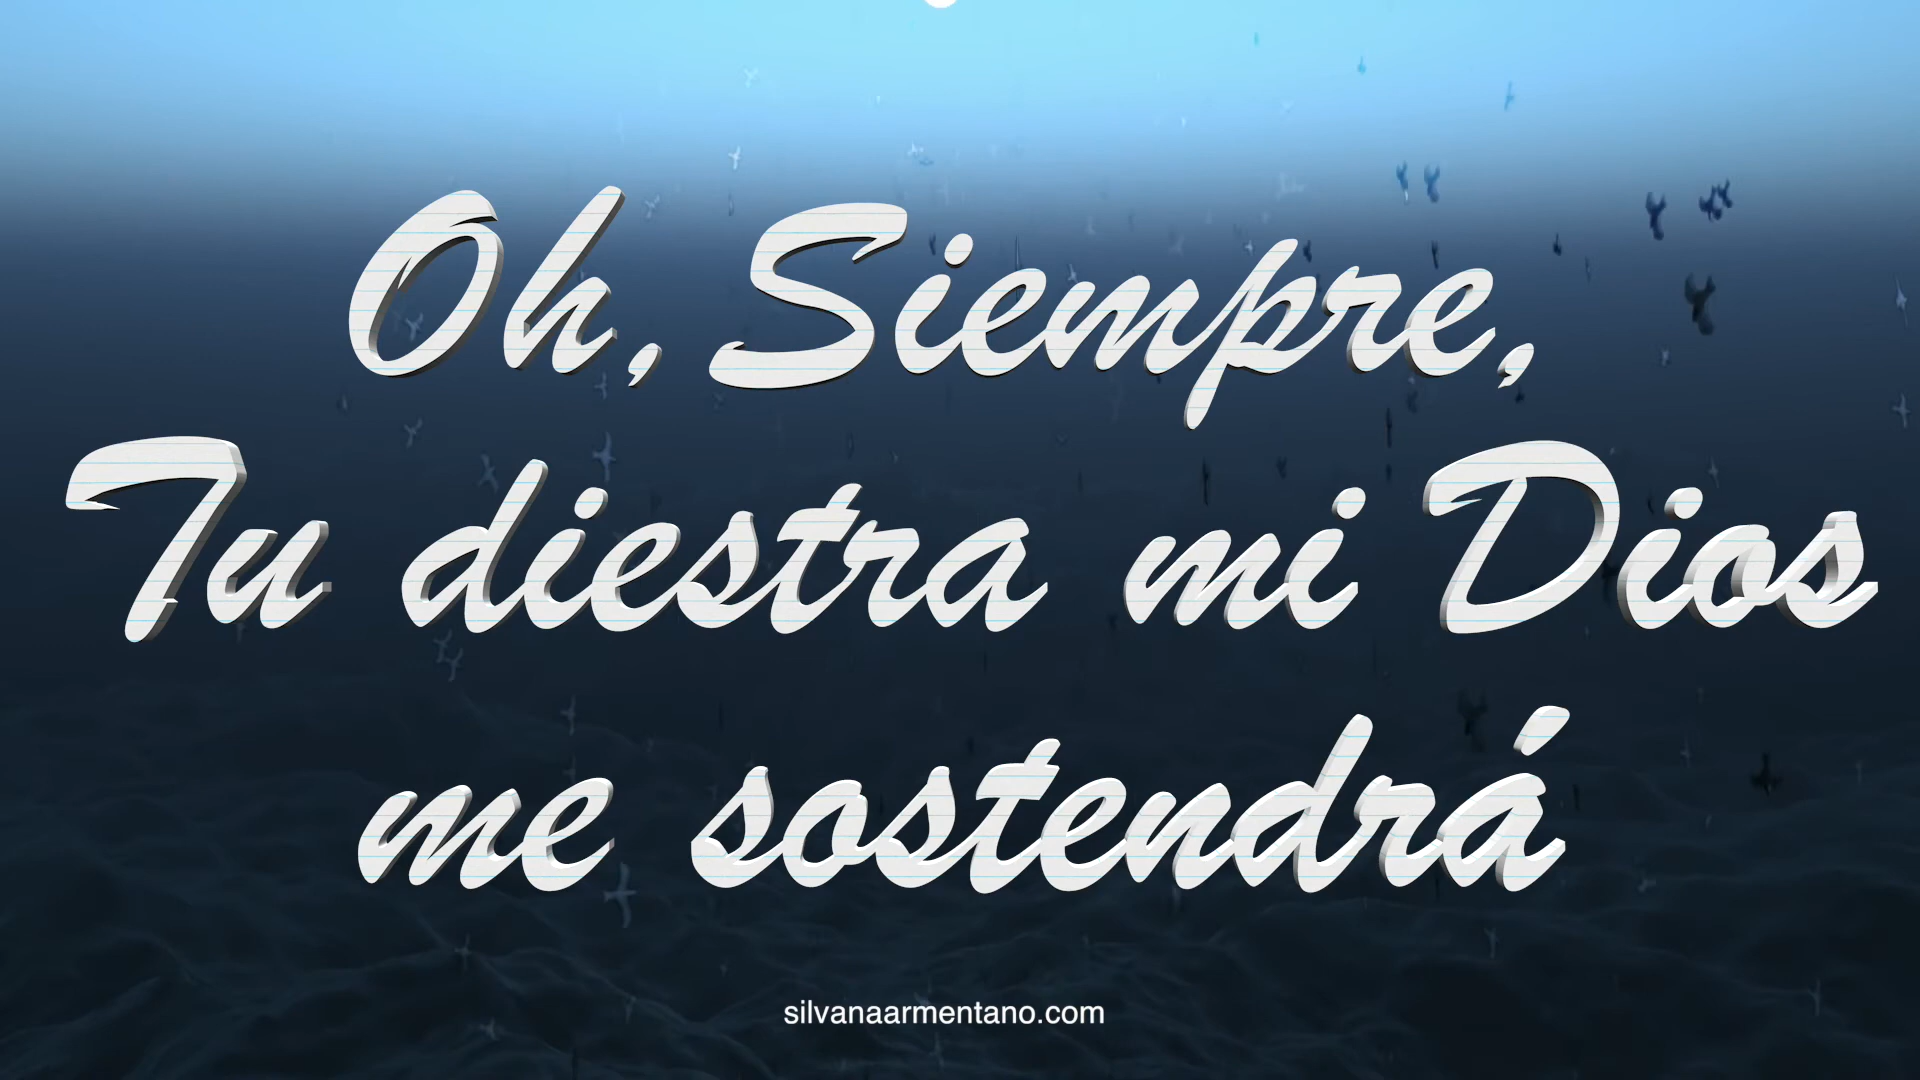 Oh, Siempre,
Tu diestra mi Dios
me sostendrá
silvanaarmentano.com